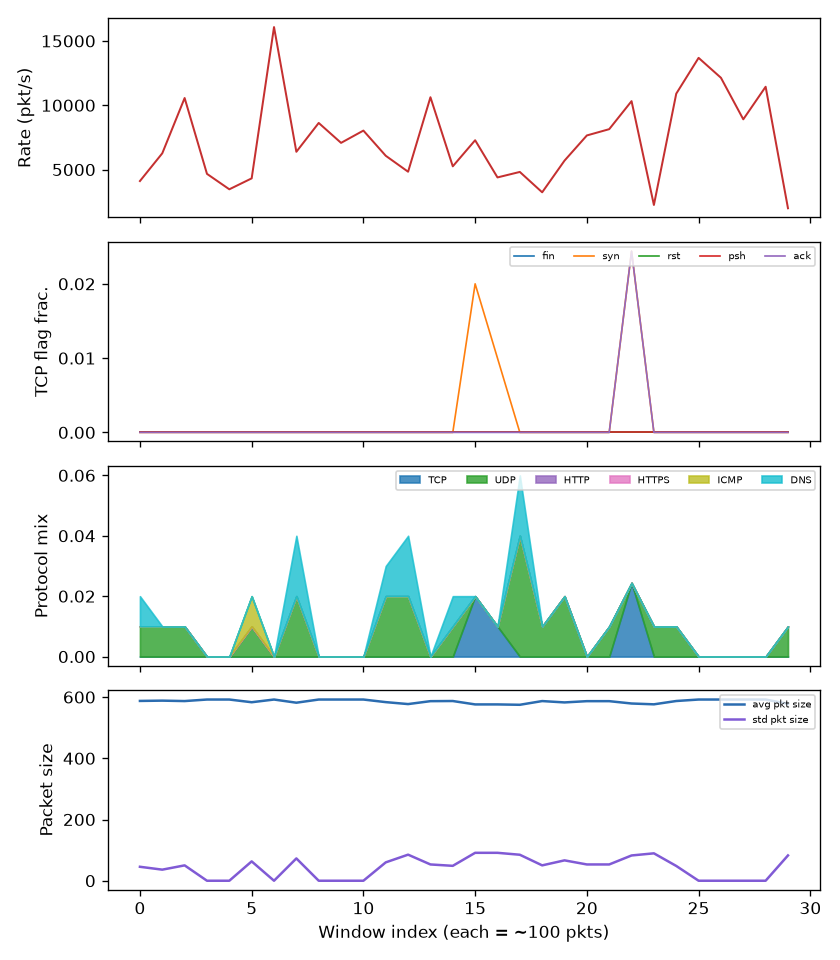 15000
10000
5000
Rate (pkt/s)
fin syn rst psh ack
0.02
0.01
0.00
TCP flag frac.
TCP UDP HTTP HTTPS ICMP DNS
0.06
0.04
0.02
0.00
Protocol mix
avg pkt size
std pkt size
600
400
200
0
Packet size
0 5 10 15 20 25 30
Window index (each = ~100 pkts)